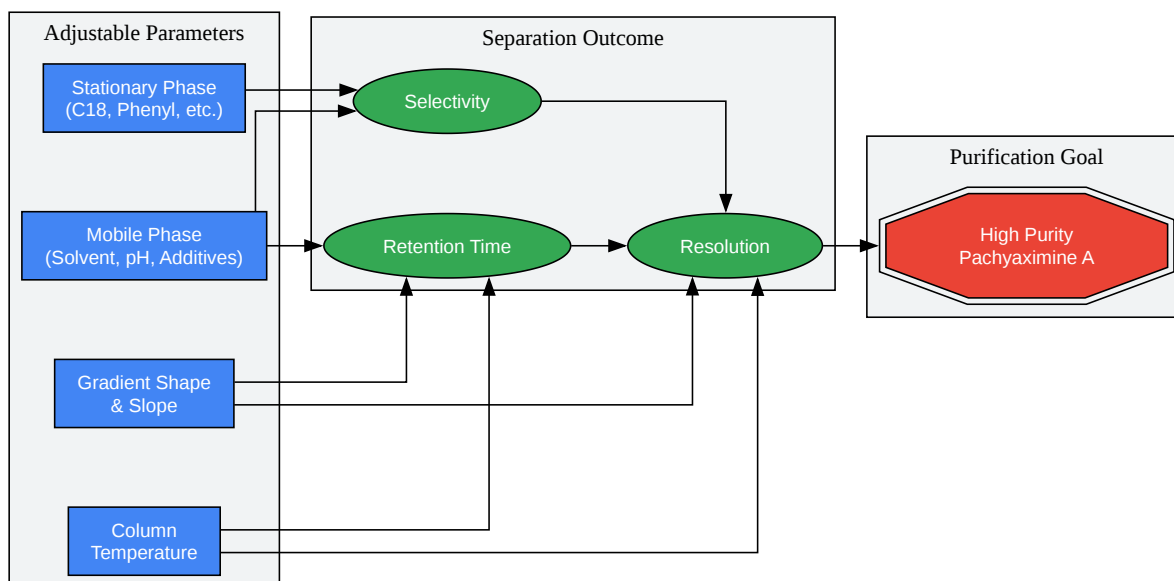 Adjustable Parameters
Stationary Phase
(C18, Phenyl, etc.)
Mobile Phase
(Solvent, pH, Additives)
Gradient Shape
& Slope
Column
Temperature
Separation Outcome
Selectivity
Retention Time
Resolution
Purification Goal
High Purity
Pachyaximine A